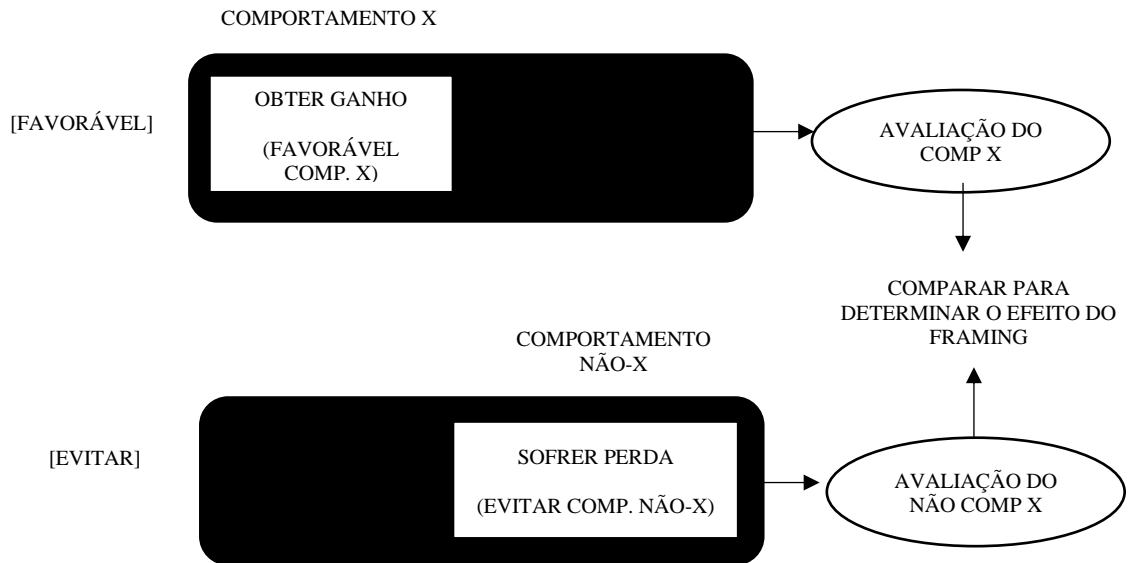 COMPORTAMENTO X
[FAVORÁVEL]
OBTER GANHO
(FAVORÁVEL
COMP. X)
AVALIAÇÃO DO
COMP X
COMPARAR PARA
DETERMINAR O EFEITO DO
FRAMING
COMPORTAMENTO
NÃO-X
[EVITAR]
SOFRER PERDA
(EVITAR COMP. NÃO-X)
AVALIAÇÃO DO
NÃO COMP X